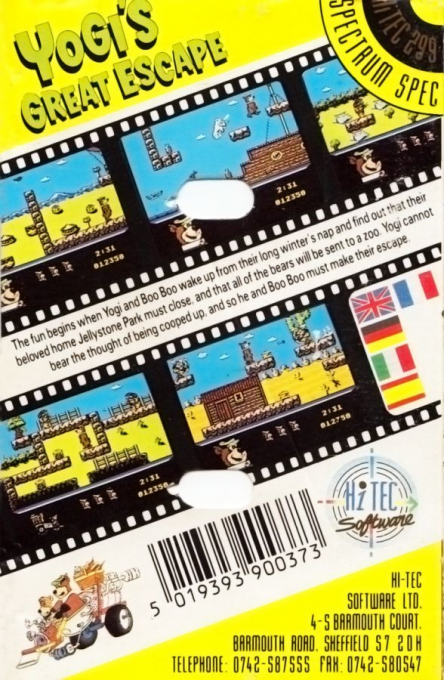 YOGI'S
GREAT ESCAPE
HITEC 2.99
SPECTRUM SPEC
2:31
012350
2:31
012350
The fun begins when Yogi and Boo Boo wake up from their long winter's nap and find out their
beloved home Jellystone Park must close, and that all of the bears will be sent to a zoo. Yogi cannot
bear the thought of being cooped up, and so he and Boo Boo must make their escape.
2:31
012350
2:31
012750
Hi TEC
Software
5 019393 900373
HI-TEC
SOFTWARE LTD.
4-5 BARMOUTH COURT.
BARMOUTH ROAD. SHEFFIELD S7 2DH
TELEPHONE: 0742-587555 FAX: 0742-580547